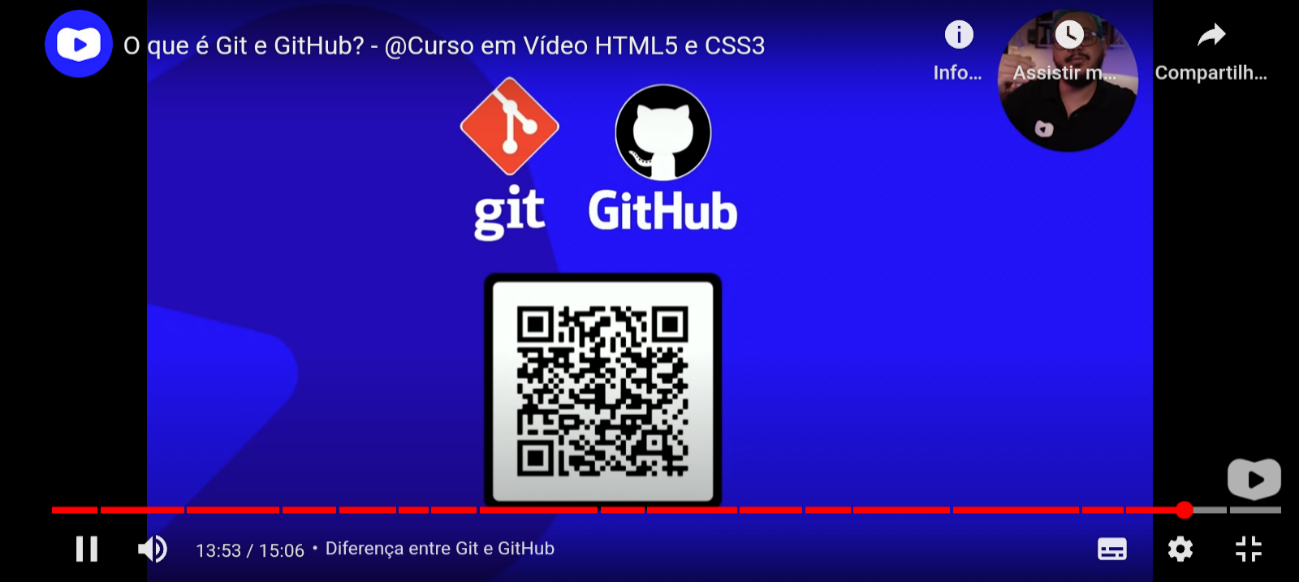 O que é Git e GitHub? - @Curso em Vídeo HTML5 e CSS3
Info...
Assistir m...
Compartilh...
git
GitHub
13:53 / 15:06 • Diferença entre Git e GitHub